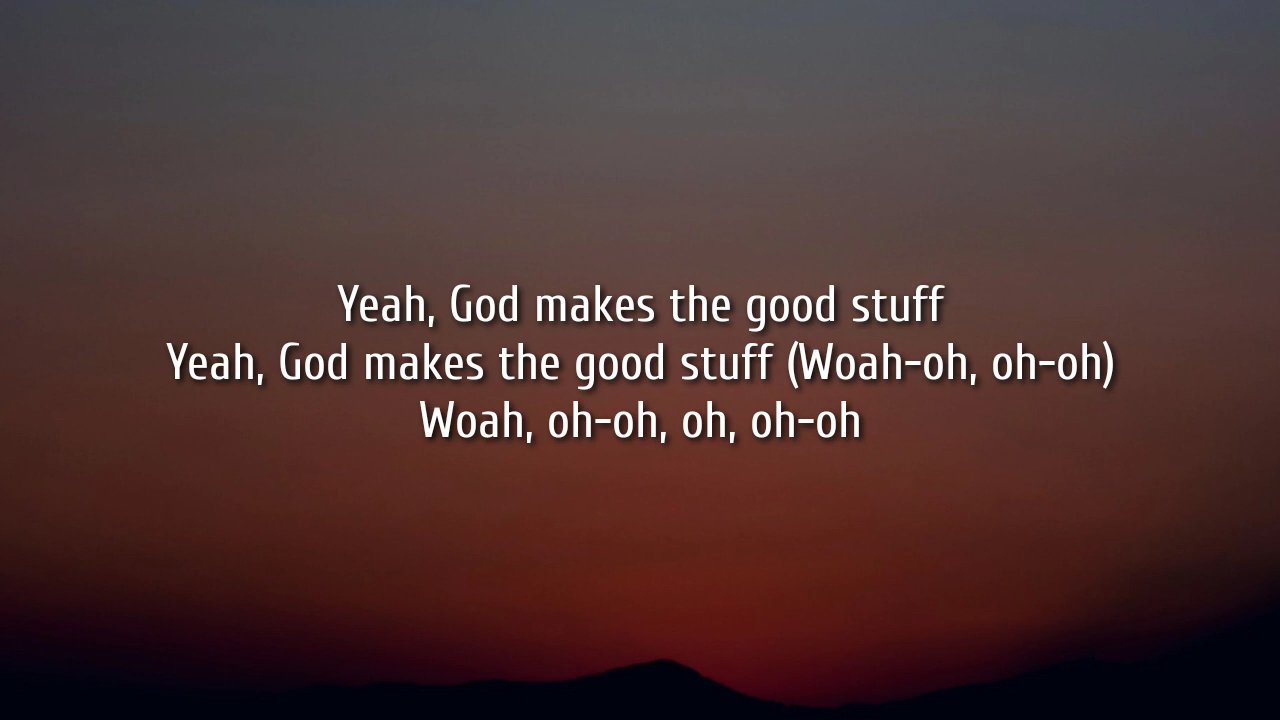 Yeah, God makes the good stuff
Yeah, God makes the good stuff (Woah-oh, oh-oh)
Woah, oh-oh, oh, oh-oh